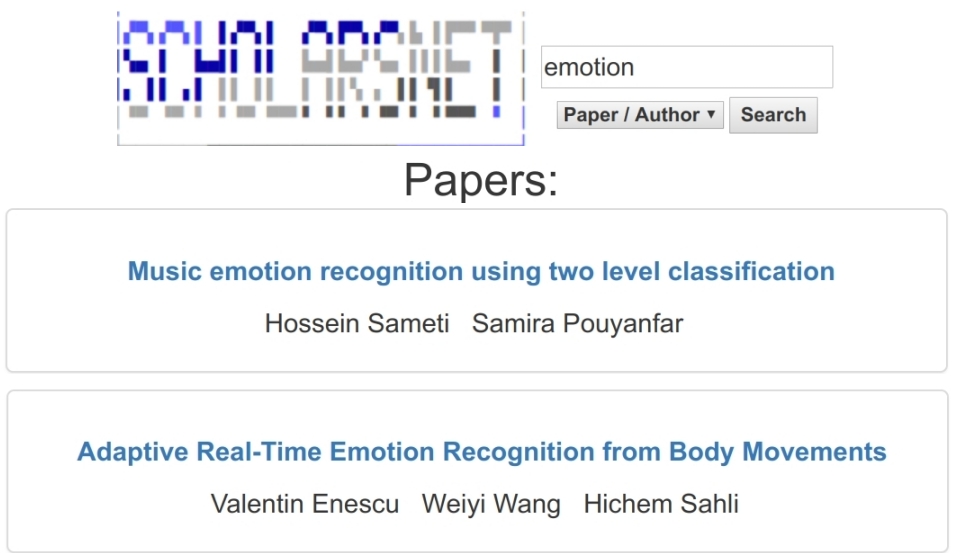 SCHOLARSNET
emotion
Paper / Author ▼ Search
Papers:
Music emotion recognition using two level classification
Hossein Sameti Samira Pouyanfar
Adaptive Real-Time Emotion Recognition from Body Movements
Valentin Enescu Weiyi Wang Hichem Sahli